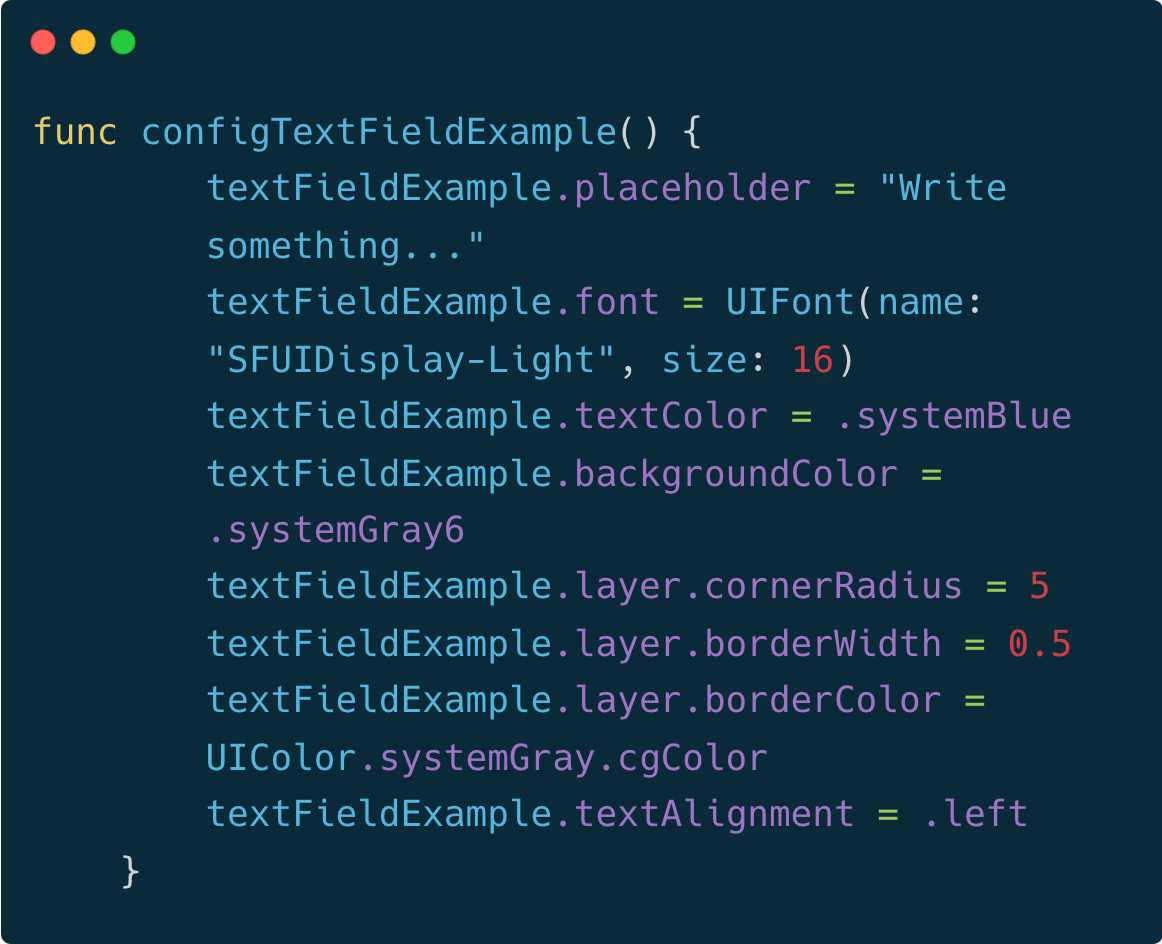 func configTextFieldExample() {
textFieldExample.placeholder = "Write
something..."
textFieldExample.font = UIFont(name:
"SFUIDisplay-Light", size: 16)
textFieldExample.textColor = .systemBlue
textFieldExample.backgroundColor =
.systemGray6
textFieldExample.layer.cornerRadius = 5
textFieldExample.layer.borderWidth = 0.5
textFieldExample.layer.borderColor =
UIColor.systemGray.cgColor
textFieldExample.textAlignment = .left
}